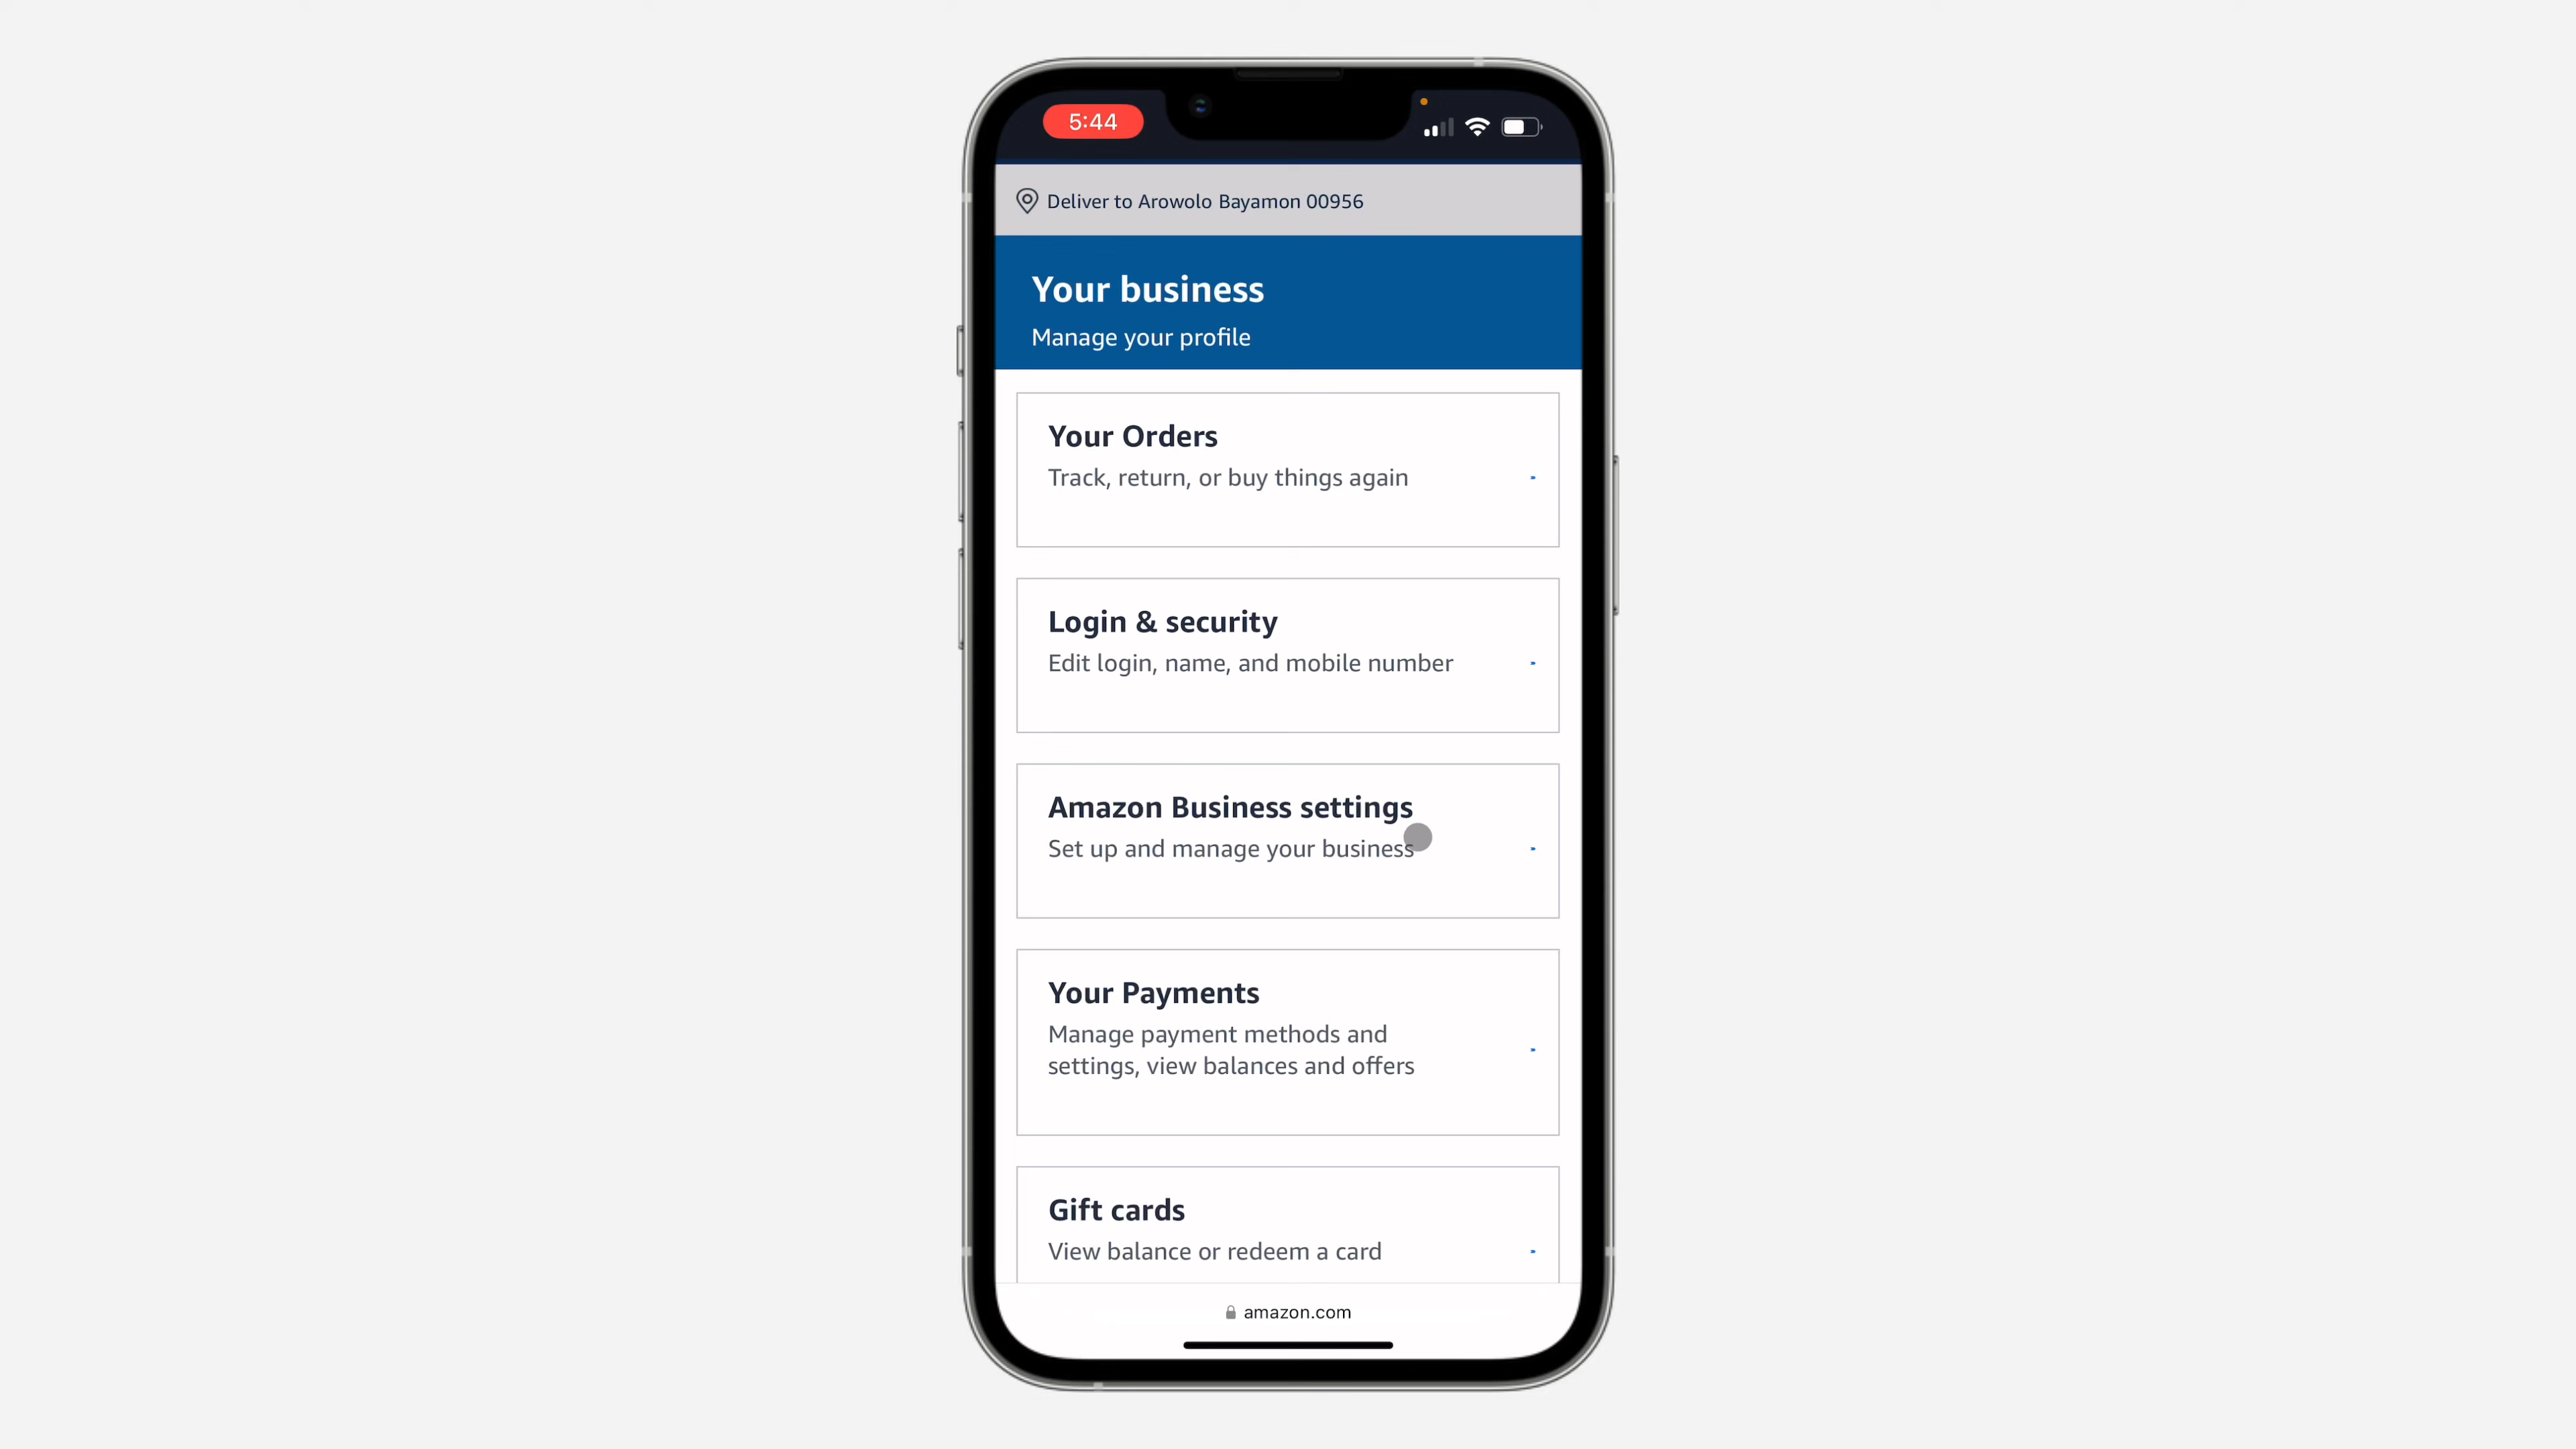 5:44
Deliver to Arowolo Bayamon 00956
Your business
Manage your profile
Your Orders
Track, return, or buy things again
Login & security
Edit login, name, and mobile number
Amazon Business settings
Set up and manage your business
Your Payments
Manage payment methods and
settings, view balances and offers
Gift cards
View balance or redeem a card
amazon.com